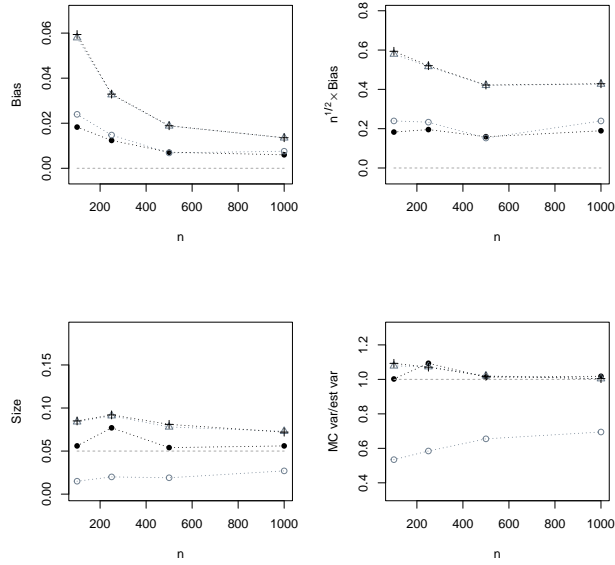 0.00 0.02 0.04 0.06
Bias
200 400 600 800 1000
n
0.0 0.2 0.4 0.6 0.8
n^{1/2} × Bias
200 400 600 800 1000
n
0.00 0.05 0.10 0.15
Size
200 400 600 800 1000
n
0.4 0.6 0.8 1.0 1.2
MC var/est var
200 400 600 800 1000
n